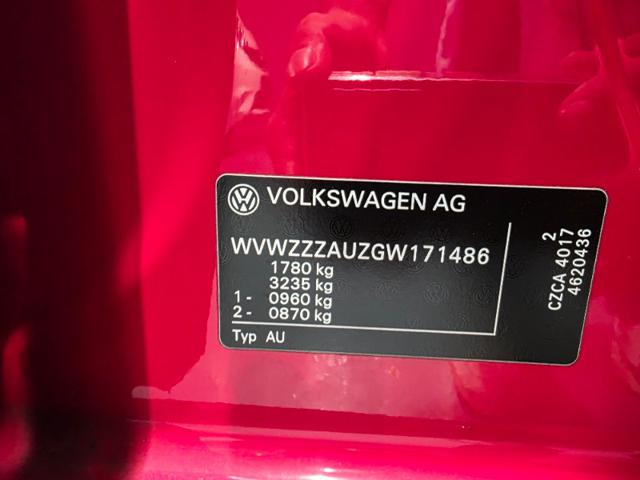 VOLKSWAGEN AG
WVWZZZAUZGW171486
1780 kg
3235 kg
1 - 0960 kg
2 - 0870 kg
Typ AU
2
CZCA 4017
4620436